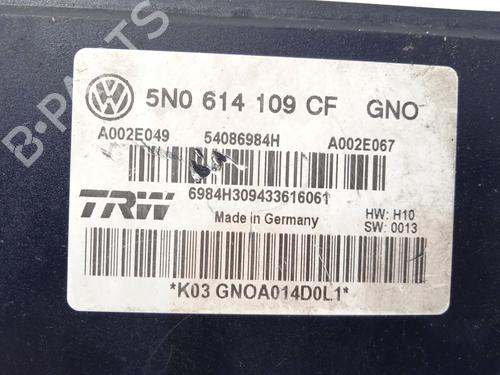 B-PARTS
5N0 614 109 CF GNO
A002E049 54086984H A002E067
TRW 6984H309433616061
Made in Germany
HW: H10
SW: 0013
*K03 GNOA014D0L1*